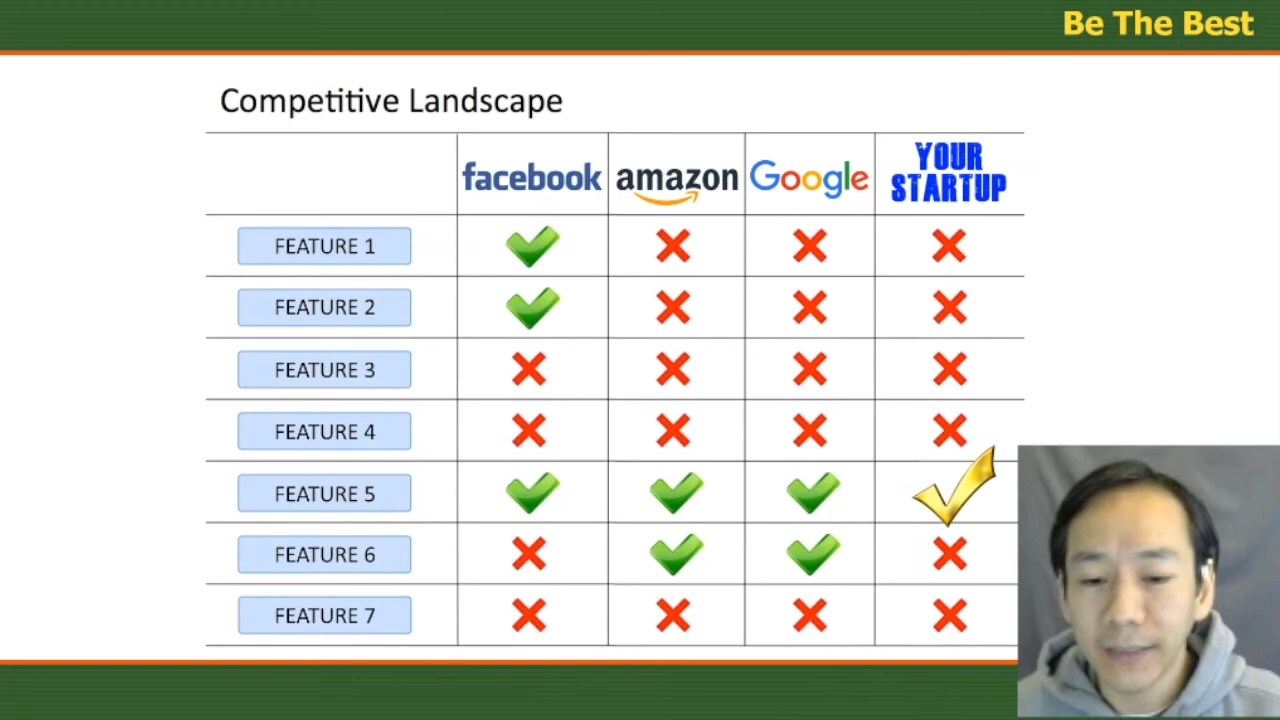 Be The Best
Competitive Landscape
facebook amazon Google YOUR STARTUP
FEATURE 1
FEATURE 2
FEATURE 3
FEATURE 4
FEATURE 5
FEATURE 6
FEATURE 7